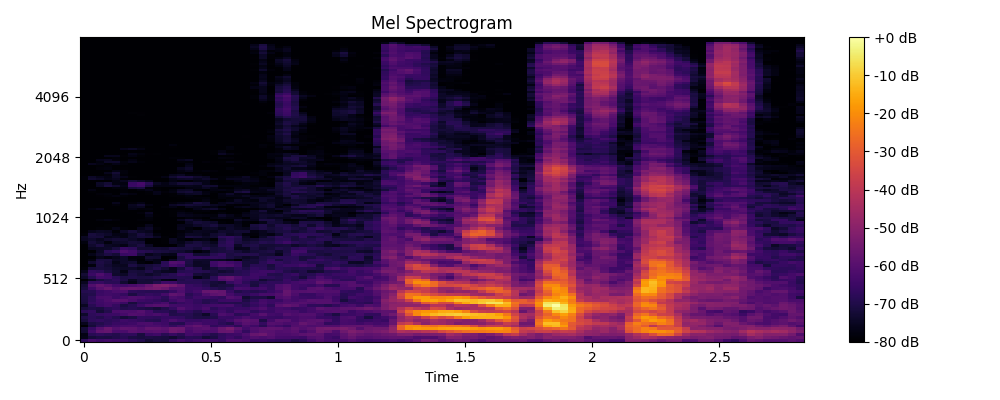 Mel Spectrogram
+0 dB
-10 dB
-20 dB
-30 dB
-40 dB
-50 dB
-60 dB
-70 dB
-80 dB
Hz
4096
2048
1024
512
0
0 0.5 1 1.5 2 2.5
Time